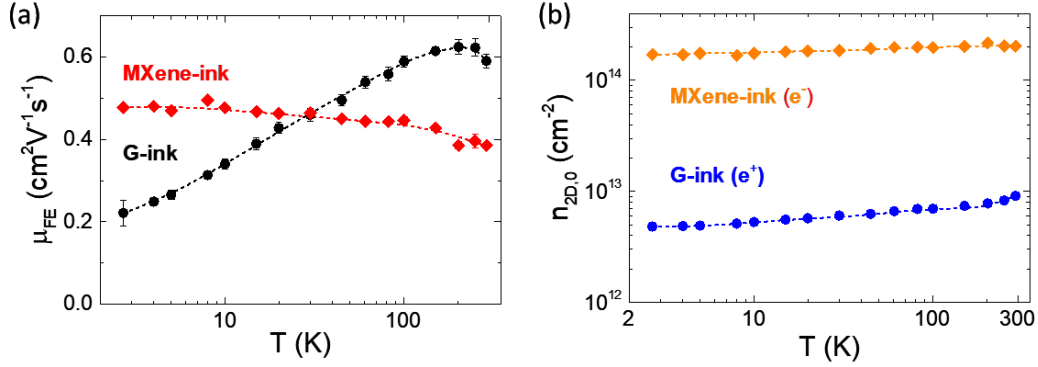 (a)
0.6
0.4
0.2
0.0
μFE (cm²V⁻¹s⁻¹)
MXene-ink
G-ink
10
100
T (K)
(b)
10¹⁴
10¹³
10¹²
n2D,0 (cm⁻²)
MXene-ink (e⁻)
G-ink (e⁺)
2
10
100
300
T (K)